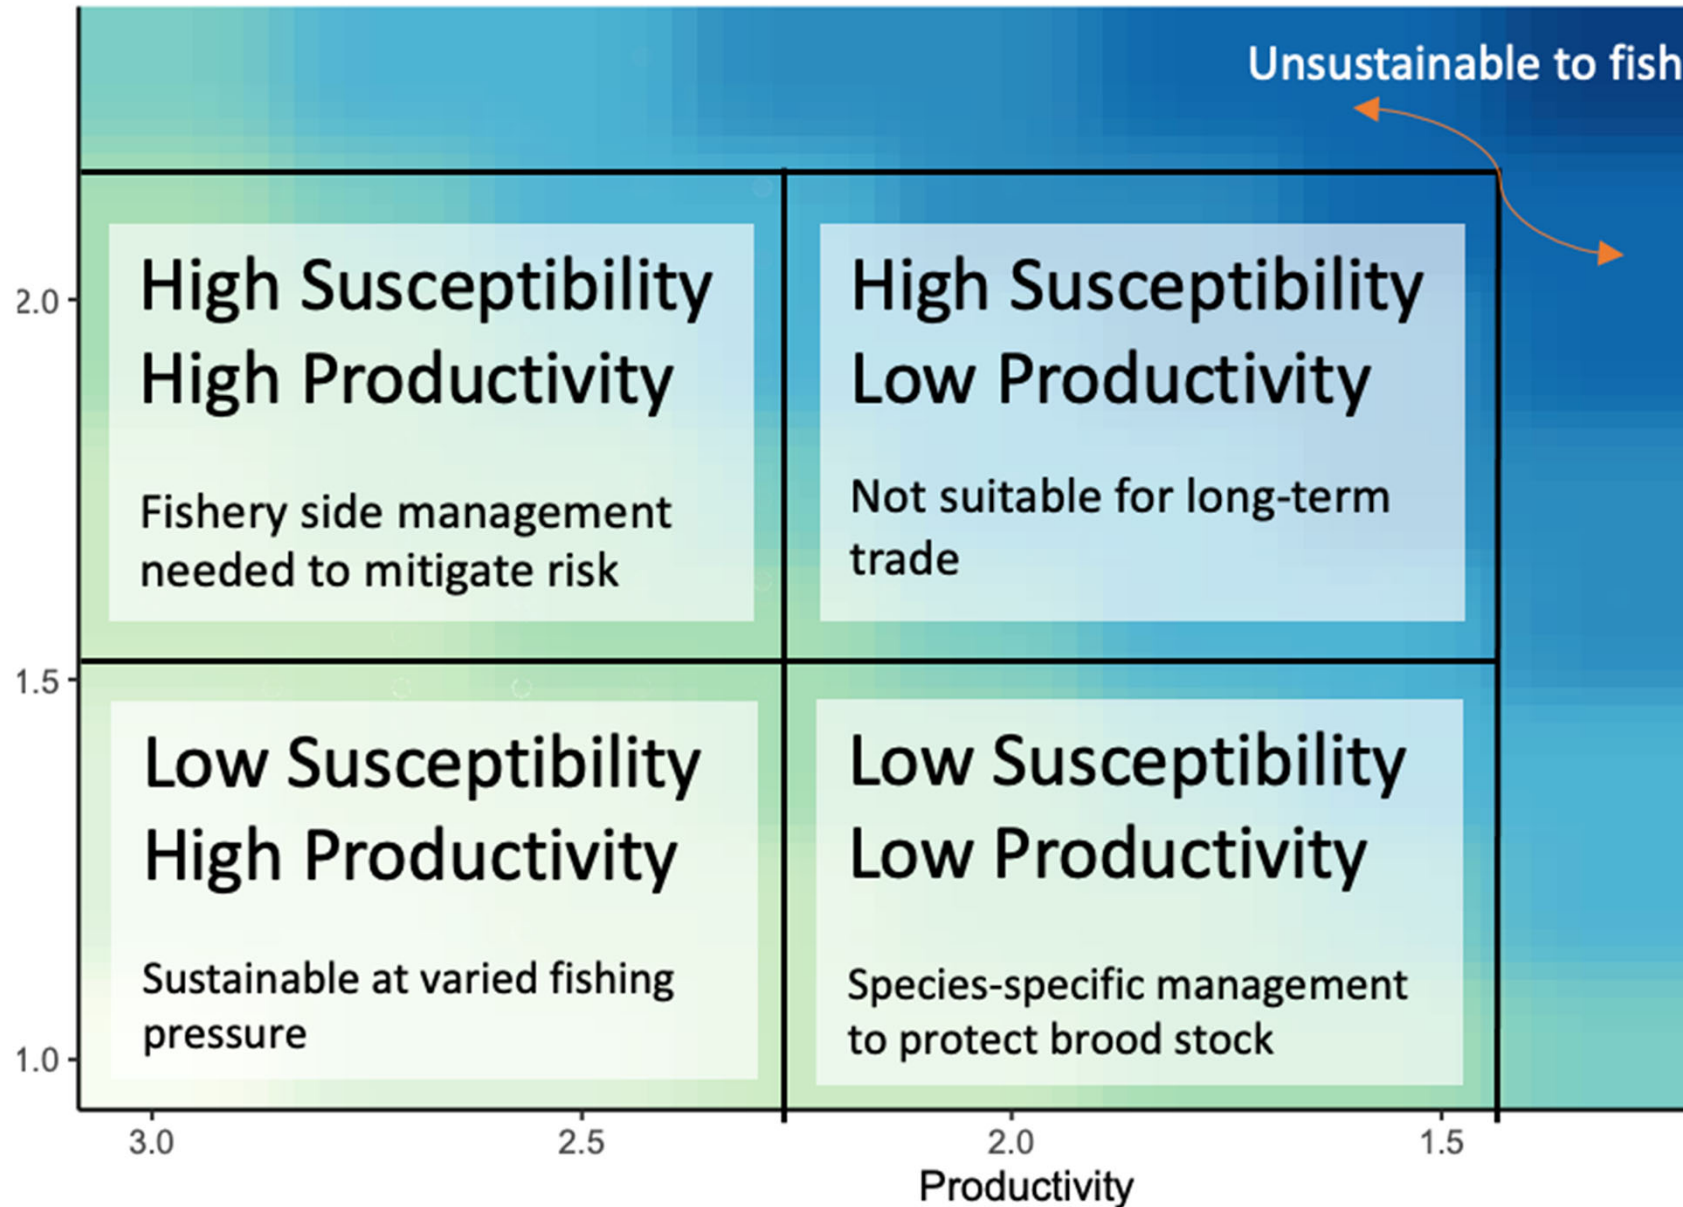 Unsustainable to fish
2.0
High Susceptibility
High Productivity
Fishery side management
needed to mitigate risk
High Susceptibility
Low Productivity
Not suitable for long-term
trade
1.5
Low Susceptibility
High Productivity
Sustainable at varied fishing
pressure
Low Susceptibility
Low Productivity
Species-specific management
to protect brood stock
1.0
3.0 2.5 2.0 1.5
Productivity